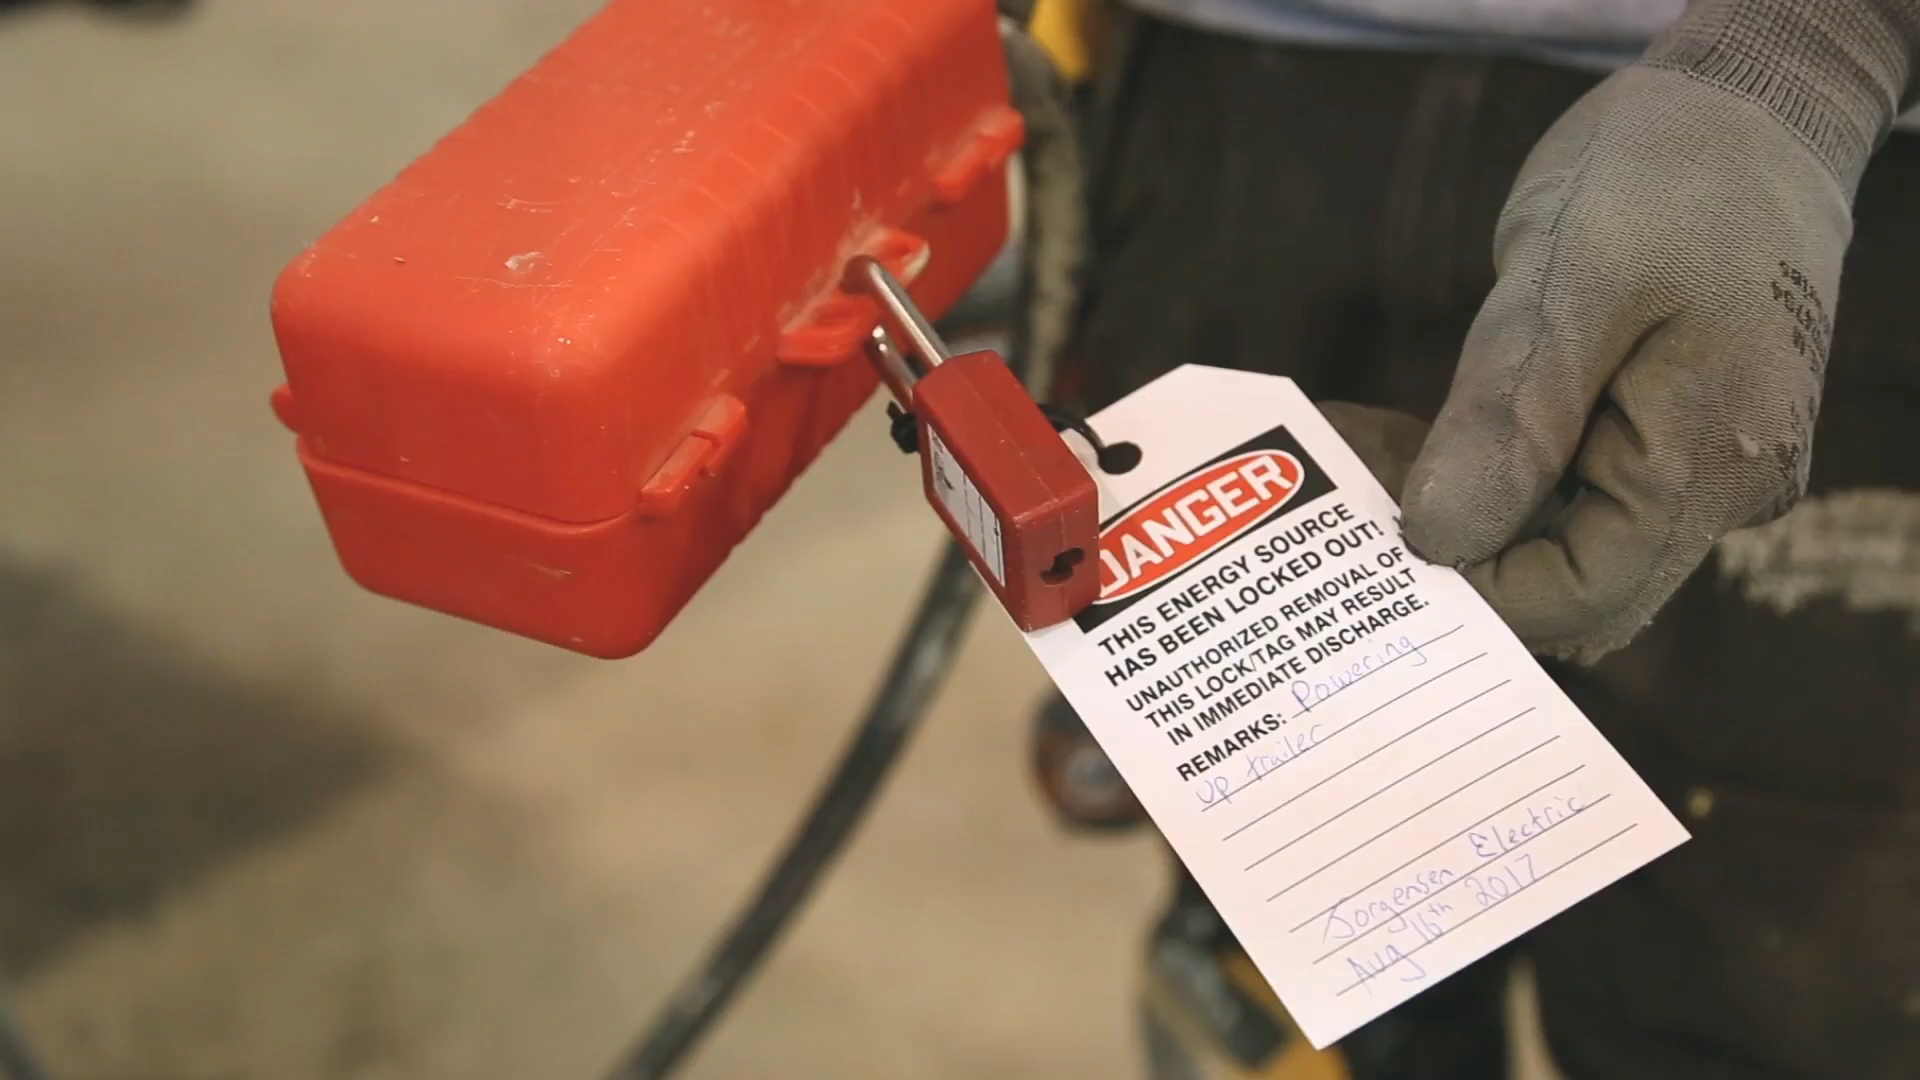 DANGER
THIS ENERGY SOURCE
HAS BEEN LOCKED OUT!
UNAUTHORIZED REMOVAL OF
THIS LOCK/TAG MAY RESULT
IN IMMEDIATE DISCHARGE.
REMARKS: Powering
up trailer
Jorgensen Electric
Aug 16th 2017